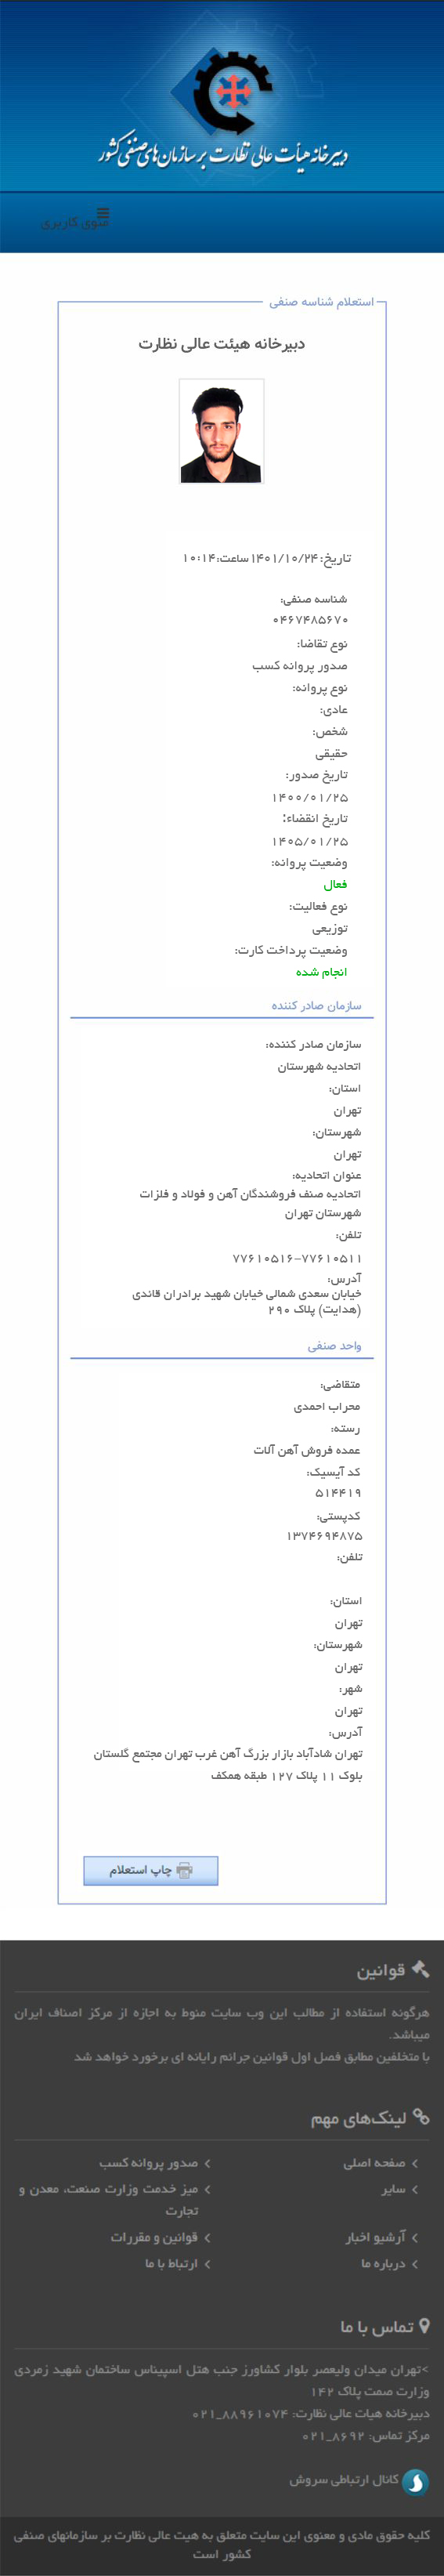 دبیرخانه هیأت عالی نظارت بر سازمان‌های صنفی کشور
منوی کاربری
استعلام شناسه صنفی
دبیرخانه هیئت عالی نظارت
تاریخ:۱۴۰۱/۱۰/۲۴ساعت:۱۰:۱۴
شناسه صنفی:
۰۴۶۷۴۸۵۶۷۰
نوع تقاضا:
صدور پروانه کسب
نوع پروانه:
عادی:
شخص:
حقیقی
تاریخ صدور:
۱۴۰۰/۰۱/۲۵
تاریخ انقضاء:
۱۴۰۵/۰۱/۲۵
وضعیت پروانه:
فعال
نوع فعالیت:
توزیعی
وضعیت پرداخت کارت:
انجام شده
سازمان صادر کننده
سازمان صادر کننده:
اتحادیه شهرستان
استان:
تهران
شهرستان:
تهران
عنوان اتحادیه:
اتحادیه صنف فروشندگان آهن و فولاد و فلزات
شهرستان تهران
تلفن:
۷۷۶۱۰۵۱۶-۷۷۶۱۰۵۱۱
آدرس:
خیابان سعدی شمالی خیابان شهید برادران قائدی
(هدایت) پلاک ۲۹۰
واحد صنفی
متقاضی:
محراب احمدی
رسته:
عمده فروش آهن آلات
کد آیسیک:
۵۱۴۴۱۹
کدپستی:
۱۳۷۴۶۹۴۸۷۵
تلفن:
استان:
تهران
شهرستان:
تهران
شهر:
تهران
آدرس:
تهران شادآباد بازار بزرگ آهن غرب تهران مجتمع گلستان
بلوک ۱۱ پلاک ۱۲۷ طبقه همکف
چاپ استعلام
قوانین
هرگونه استفاده از مطالب این وب سایت منوط به اجازه از مرکز اصناف ایران
میباشد.
با متخلفین مطابق فصل اول قوانین جرائم رایانه ای برخورد خواهد شد
لینک‌های مهم
صفحه اصلی
صدور پروانه کسب
سایر
میز خدمت وزارت صنعت، معدن و
تجارت
آرشیو اخبار
قوانین و مقررات
درباره ما
ارتباط با ما
تماس با ما
>تهران میدان ولیعصر بلوار کشاورز جنب هتل اسپیناس ساختمان شهید زمردی
وزارت صمت پلاک ۱۴۲
دبیرخانه هیات عالی نظارت: ۸۸۹۶۱۰۷۴_۰۲۱
مرکز تماس: ۸۶۹۲_۰۲۱
کانال ارتباطی سروش
کلیه حقوق مادی و معنوی این سایت متعلق به هیت عالی نظارت بر سازمانهای صنفی
کشور است